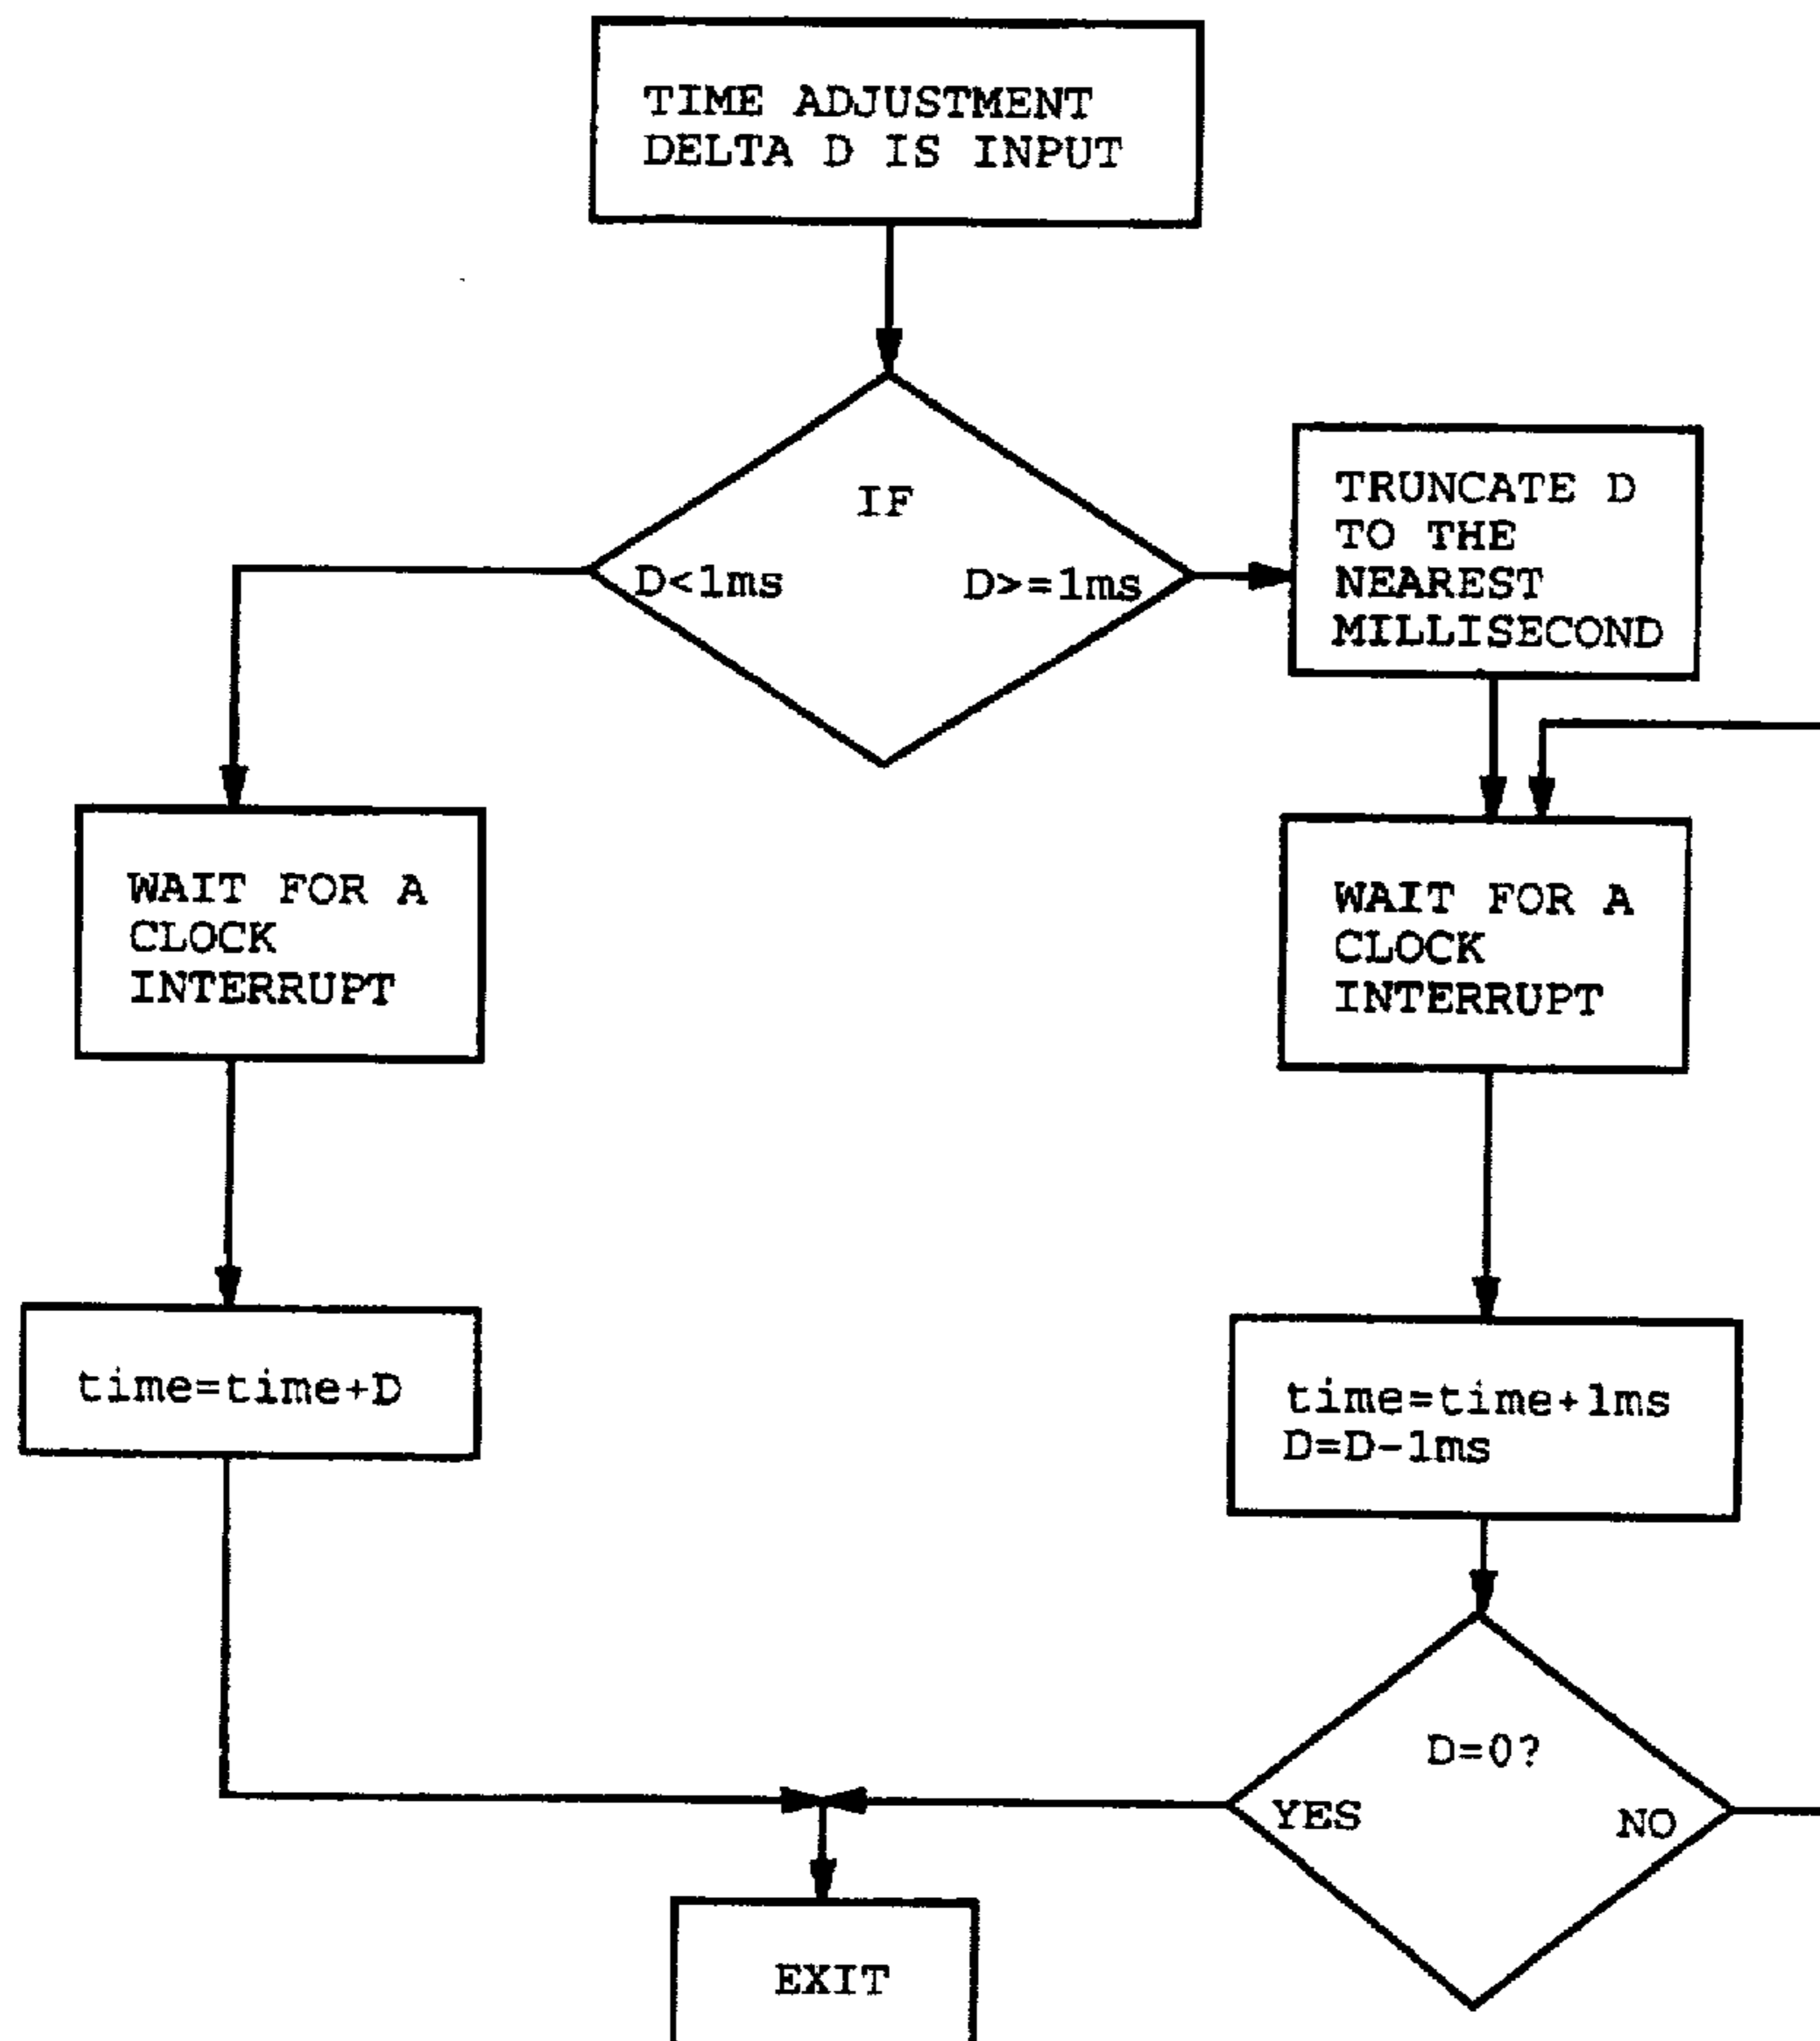 TIME ADJUSTMENT
DELTA D IS INPUT
IF
D<1ms
D>=1ms
TRUNCATE D
TO THE
NEAREST
MILLISECOND
WAIT FOR A
CLOCK
INTERRUPT
WAIT FOR A
CLOCK
INTERRUPT
time=time+D
time=time+1ms
D=D-1ms
D=0?
YES
NO
EXIT